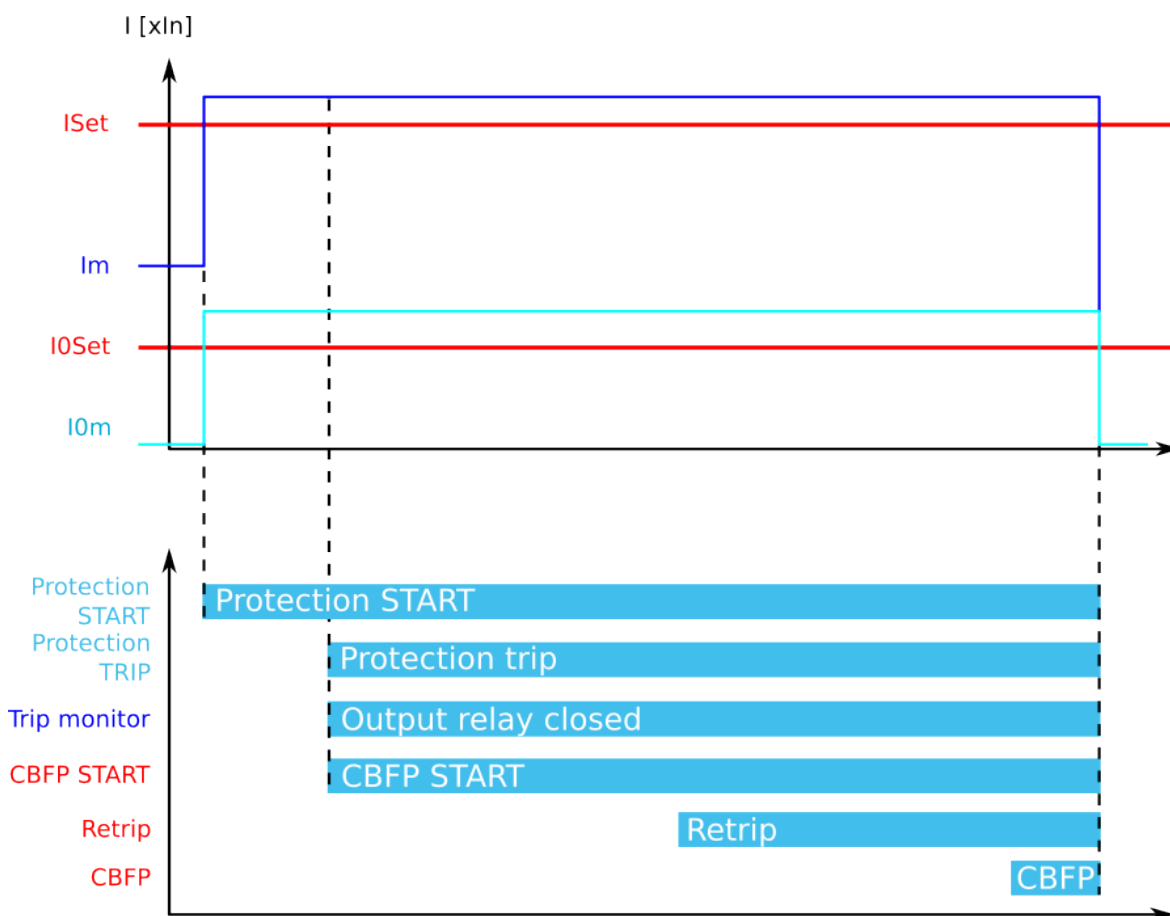 I [xIn]
ISet
Im
I0Set
I0m
Protection
START
Protection START
Protection
TRIP
Protection trip
Trip monitor
Output relay closed
CBFP START
CBFP START
Retrip
Retrip
CBFP
CBFP